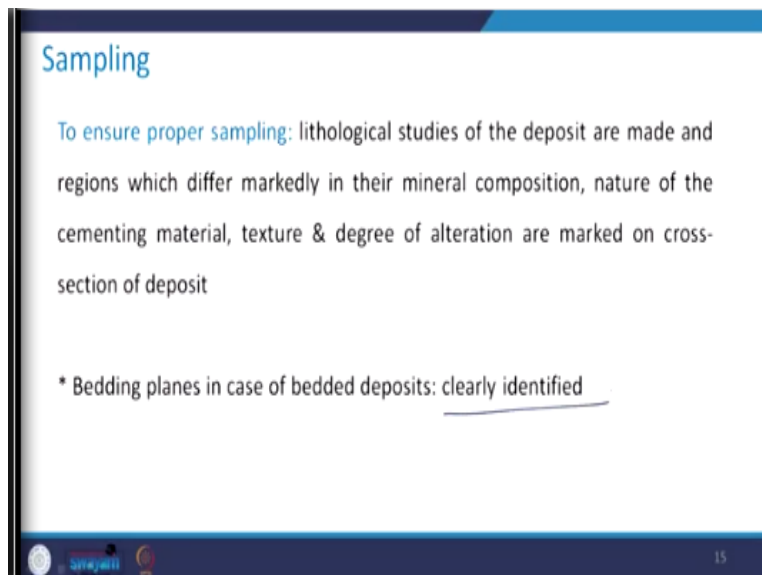 Sampling
To ensure proper sampling: lithological studies of the deposit are made and
regions which differ markedly in their mineral composition, nature of the
cementing material, texture & degree of alteration are marked on cross-
section of deposit
* Bedding planes in case of bedded deposits: clearly identified
swayam
15